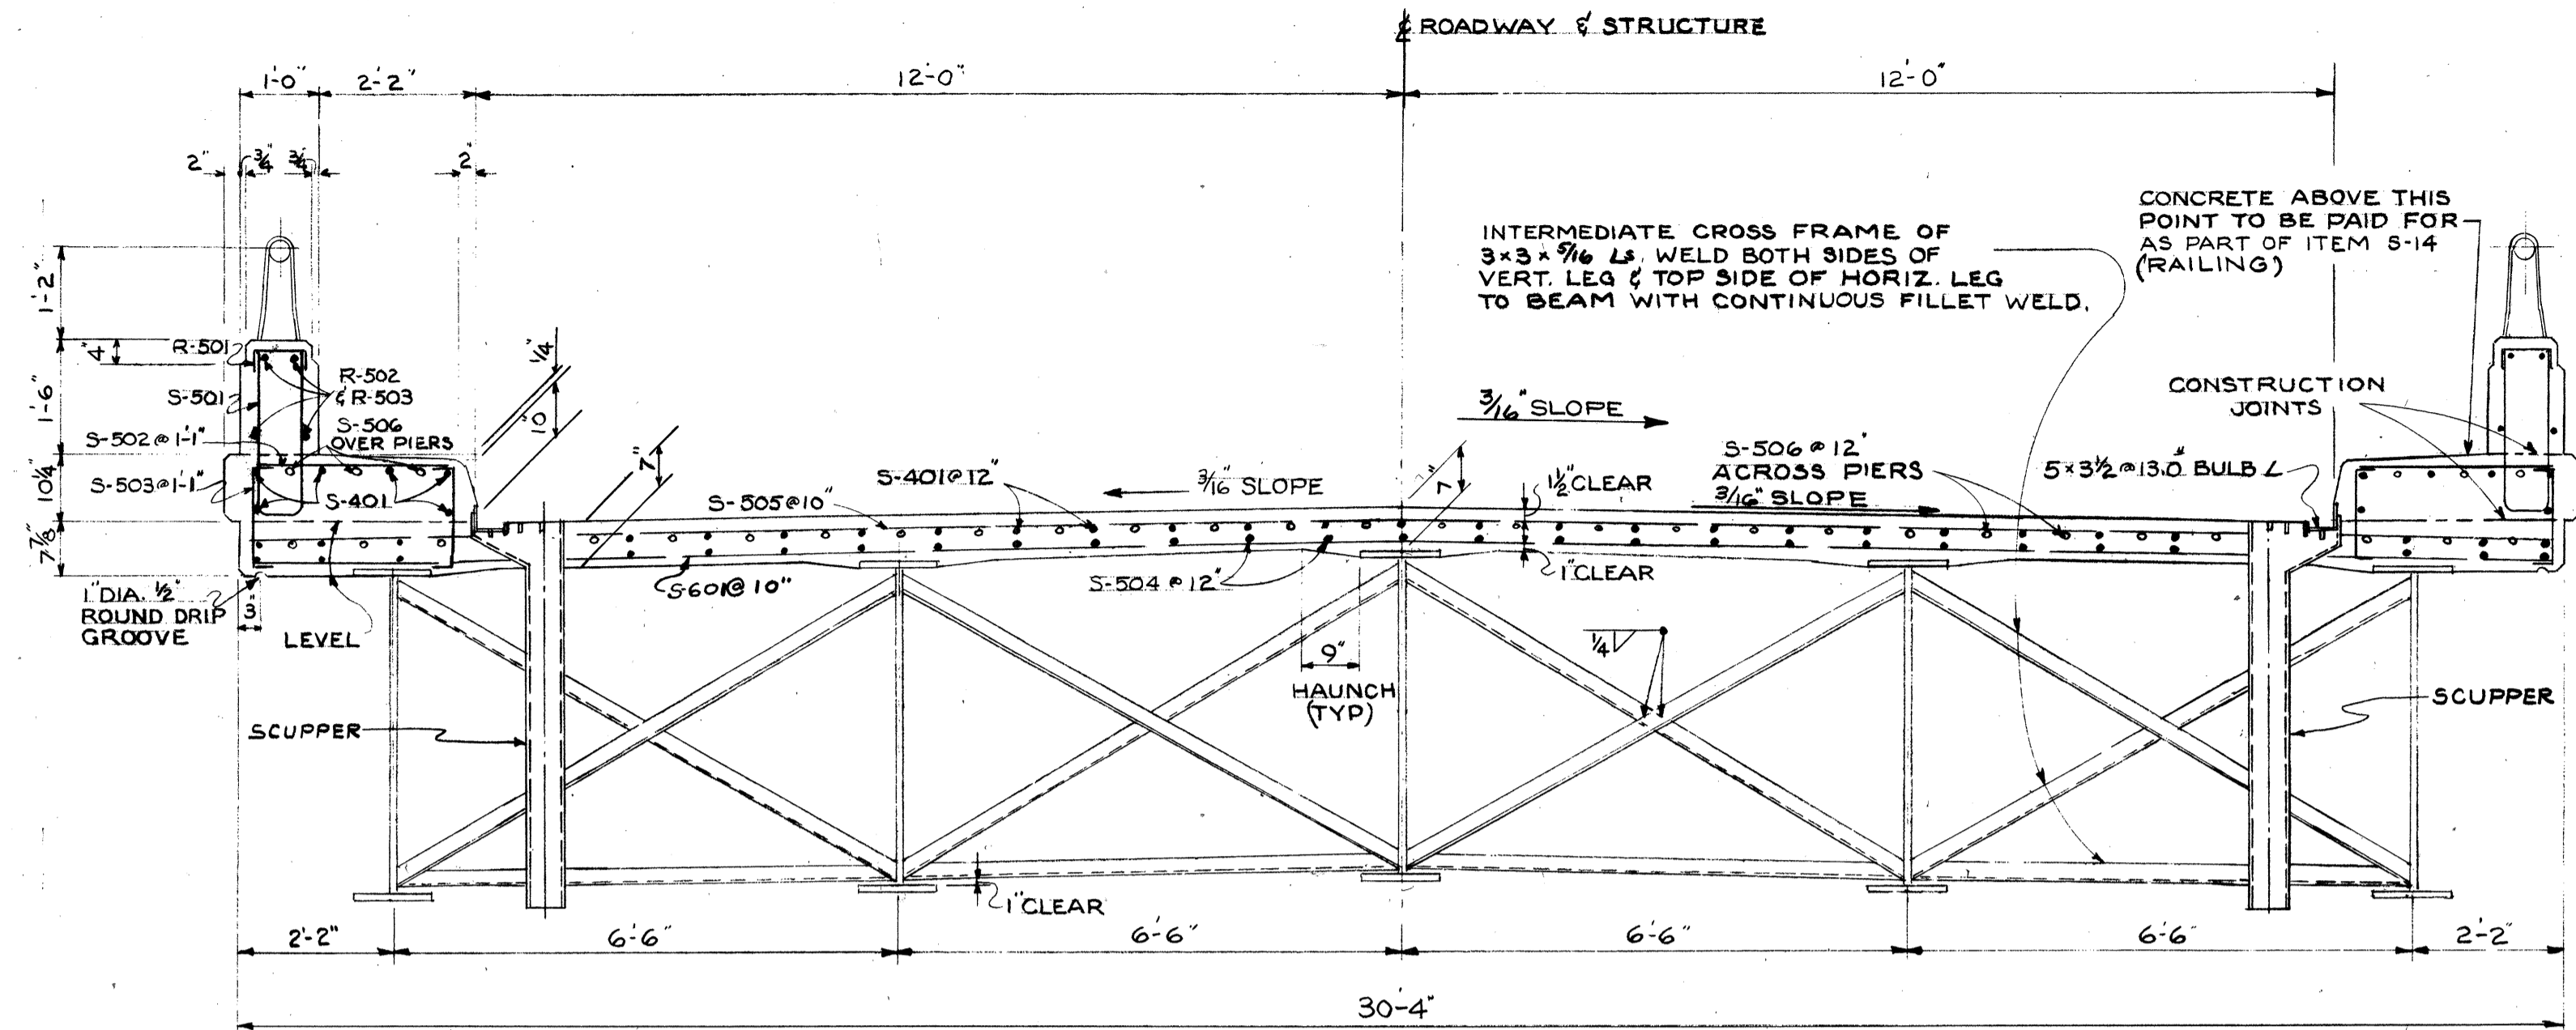 ℄ ROADWAY & STRUCTURE
1'-0"
2'-2"
12'-0"
12'-0"
2"
3/4"
3/4"
2"
CONCRETE ABOVE THIS
POINT TO BE PAID FOR
AS PART OF ITEM S-14
(RAILING)
INTERMEDIATE CROSS FRAME OF
3×3×5/16 Ls. WELD BOTH SIDES OF
VERT. LEG & TOP SIDE OF HORIZ. LEG
TO BEAM WITH CONTINUOUS FILLET WELD.
1'-2"
4"
R-501
1/4"
R-502
& R-503
1'-6"
S-501
10"
3/16" SLOPE
CONSTRUCTION
JOINTS
S-502@1'-1"
S-506
OVER PIERS
7"
7"
S-506@12"
ACROSS PIERS
3/16" SLOPE
5×3½@13.0# BULB L
10¼"
S-503@1'-1"
S-401
S-505@10"
S-401@12"
3/16" SLOPE
1½" CLEAR
7⅞"
S-601@10"
S-504@12"
1" CLEAR
1" DIA. ½"
ROUND DRIP
GROOVE
3"
LEVEL
1/4
9"
HAUNCH
(TYP)
SCUPPER
SCUPPER
1" CLEAR
2'-2"
6'-6"
6'-6"
6'-6"
6'-6"
2'-2"
30'-4"